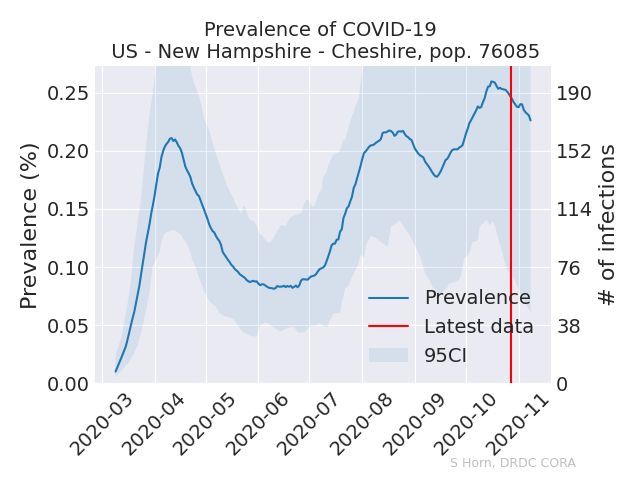 Prevalence of COVID-19
US - New Hampshire - Cheshire, pop. 76085
Prevalence (%)
0.25
0.20
0.15
0.10
0.05
0.00
190
152
114
76
38
0
# of infections
Prevalence
Latest data
95CI
2020-03
2020-04
2020-05
2020-06
2020-07
2020-08
2020-09
2020-10
2020-11
S Horn, DRDC CORA